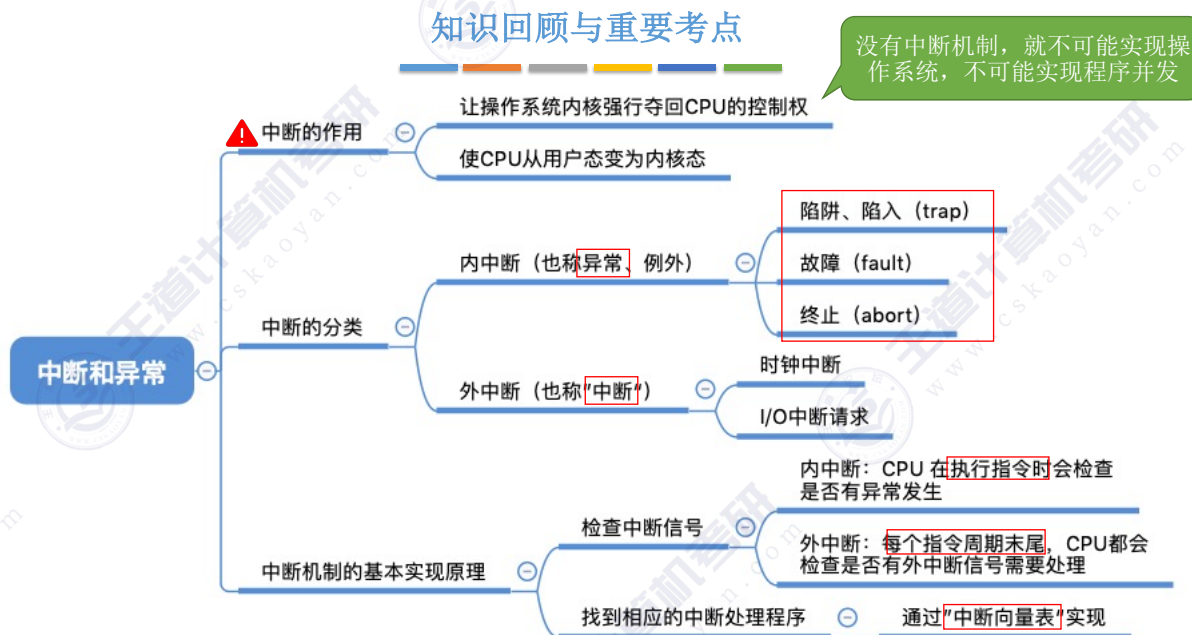 知识回顾与重要考点
没有中断机制，就不可能实现操
作系统，不可能实现程序并发
让操作系统内核强行夺回CPU的控制权
中断的作用
使CPU从用户态变为内核态
陷阱、陷入（trap）
内中断（也称异常、例外）
故障（fault）
终止（abort）
中断的分类
时钟中断
外中断（也称"中断"）
I/O中断请求
中断和异常
内中断：CPU 在执行指令时会检查
是否有异常发生
检查中断信号
外中断：每个指令周期末尾，CPU都会
检查是否有外中断信号需要处理
中断机制的基本实现原理
找到相应的中断处理程序
通过"中断向量表"实现
王道计算机考研
www.cskaoyan.com